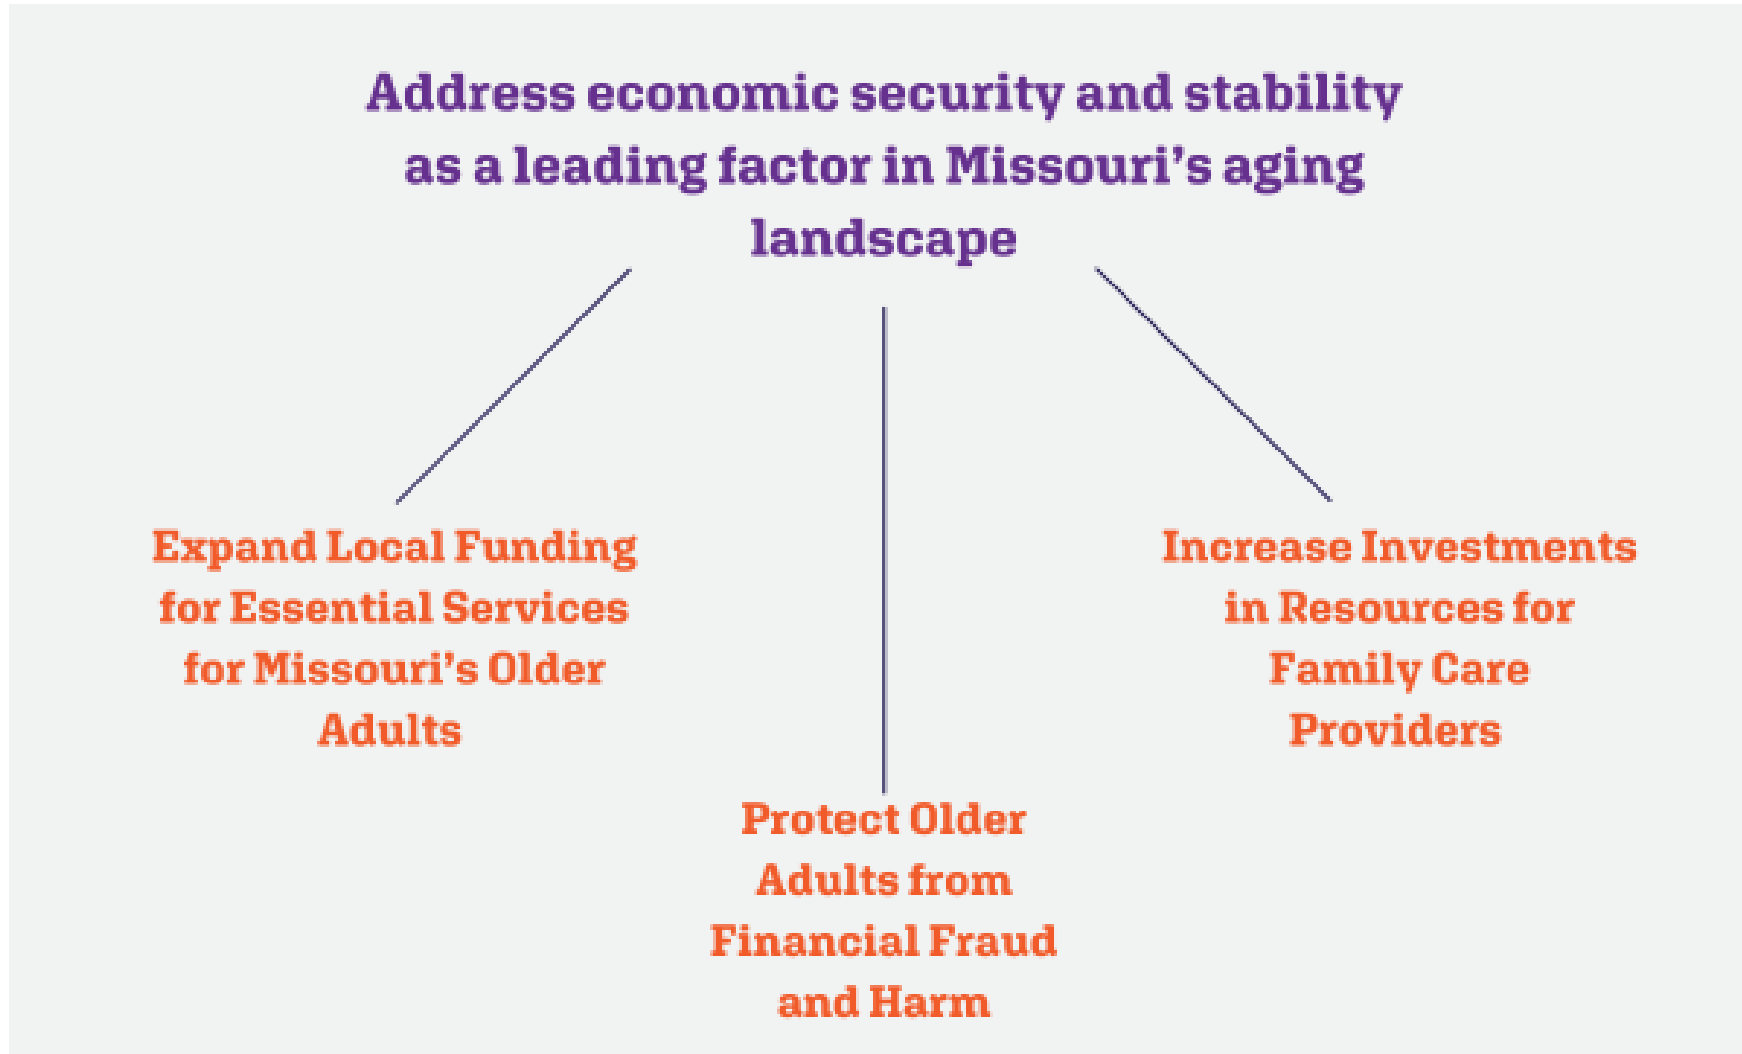 Address economic security and stability
as a leading factor in Missouri’s aging
landscape
Expand Local Funding
for Essential Services
for Missouri’s Older
Adults
Increase Investments
in Resources for
Family Care
Providers
Protect Older
Adults from
Financial Fraud
and Harm